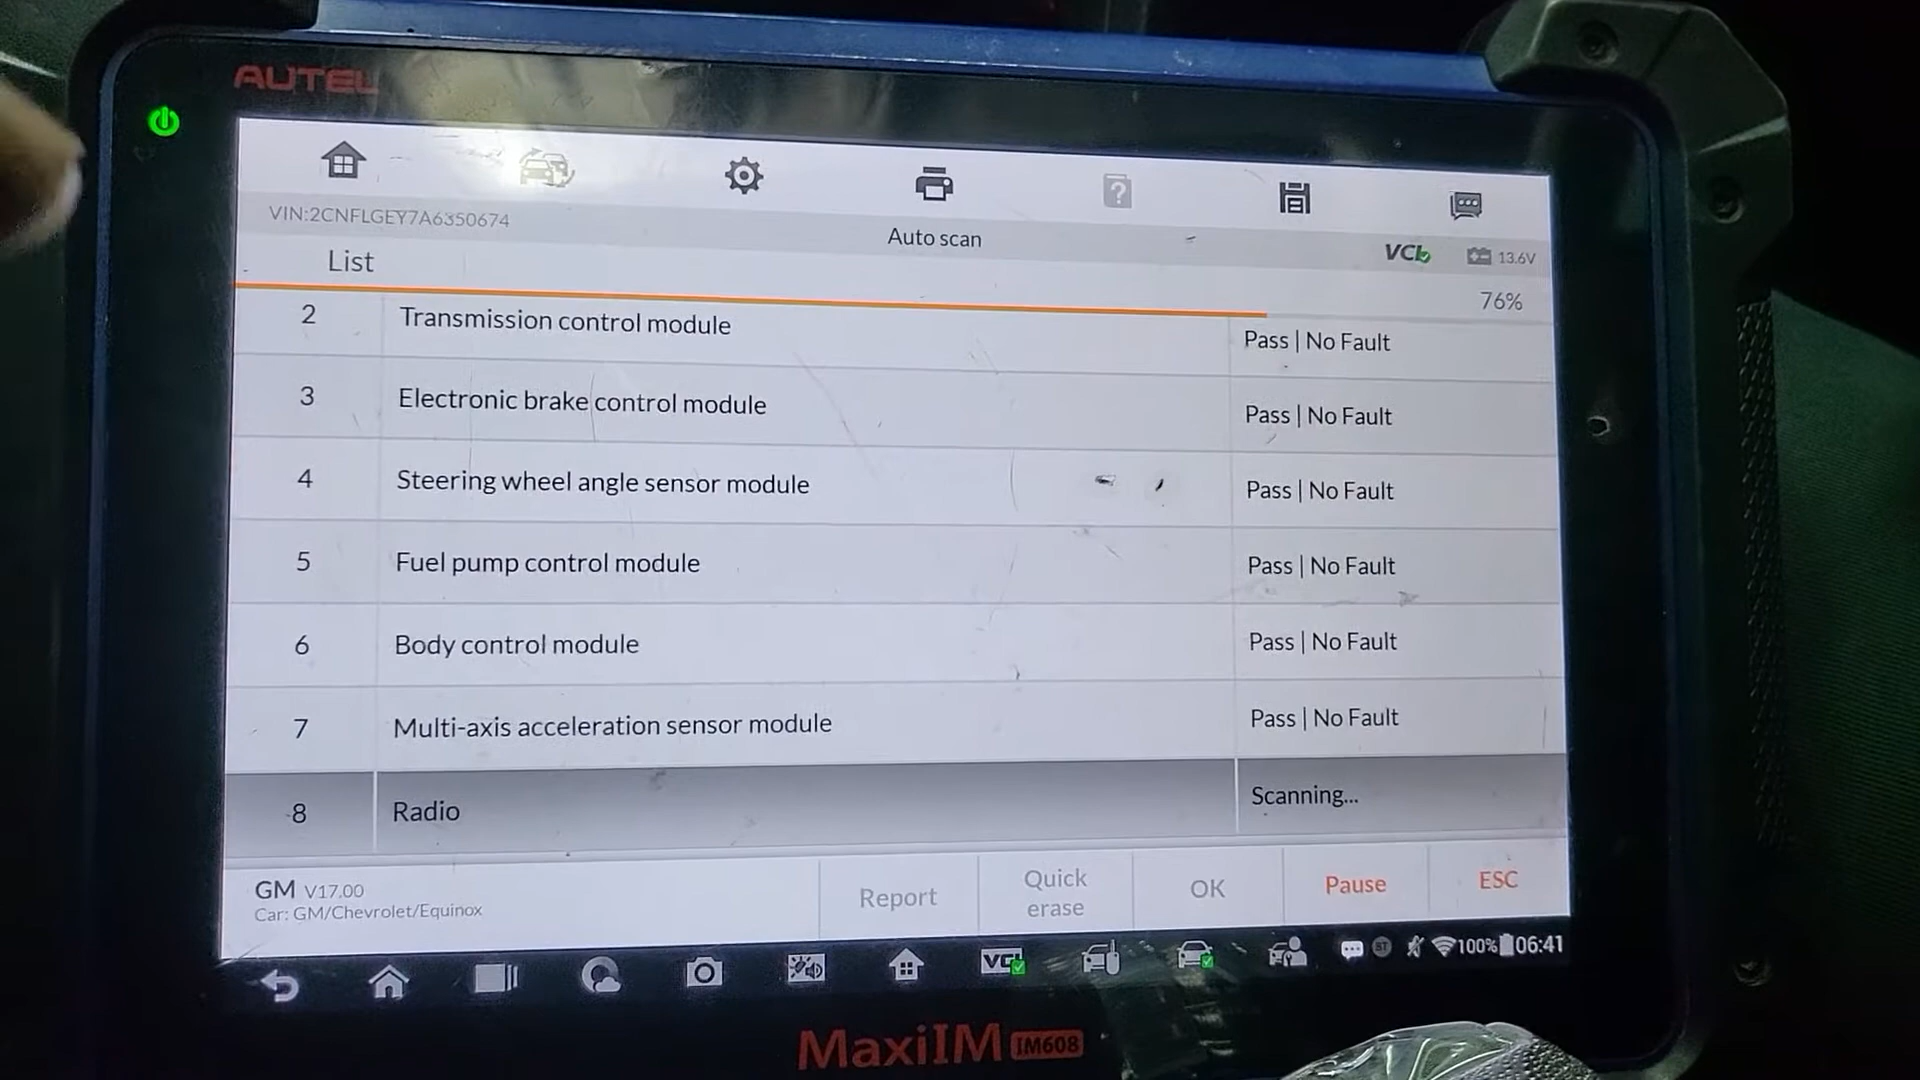 AUTEL
VIN:2CNFLGEY7A6350674
Auto scan
VCI
13.6V
List
76%
2 Transmission control module Pass | No Fault
3 Electronic brake control module Pass | No Fault
4 Steering wheel angle sensor module Pass | No Fault
5 Fuel pump control module Pass | No Fault
6 Body control module Pass | No Fault
7 Multi-axis acceleration sensor module Pass | No Fault
8 Radio Scanning...
GM V17.00
Car: GM/Chevrolet/Equinox
Report
Quick
erase
OK
Pause
ESC
VCI
100% 06:41
MaxiIM IM608